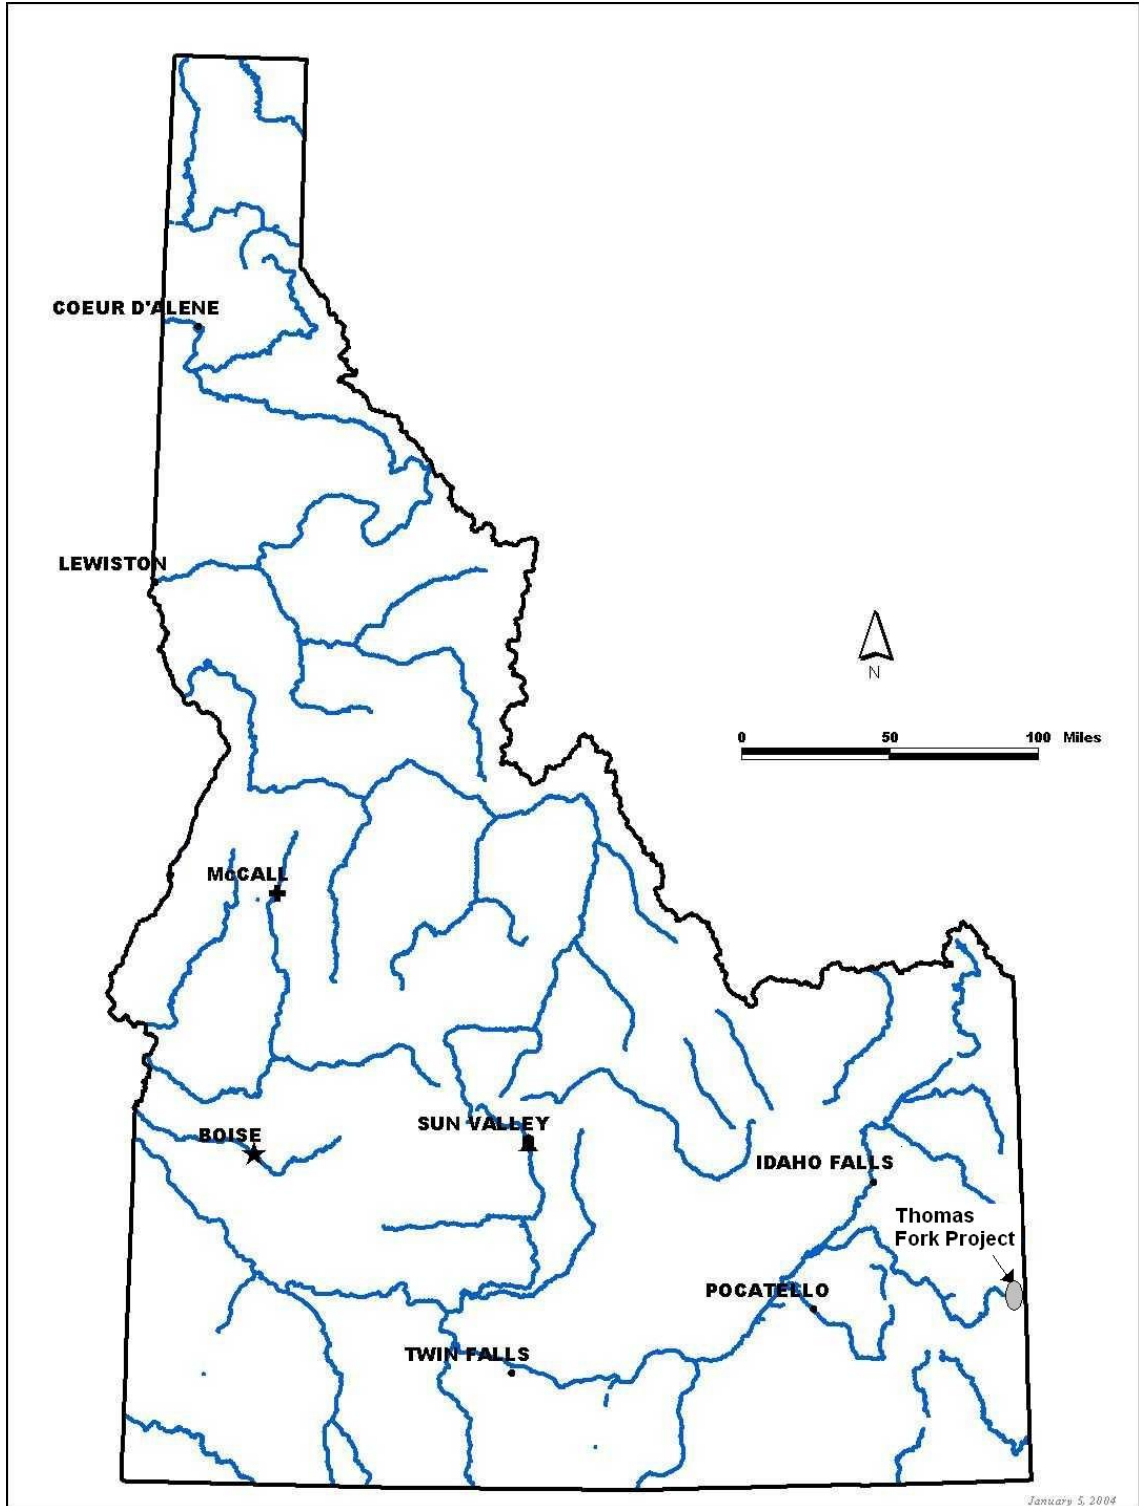 COEUR D'ALENE
LEWISTON
N
0 50 100 Miles
McCALL
SUN VALLEY
BOISE
IDAHO FALLS
Thomas
Fork Project
POCATELLO
TWIN FALLS
January 5, 2004